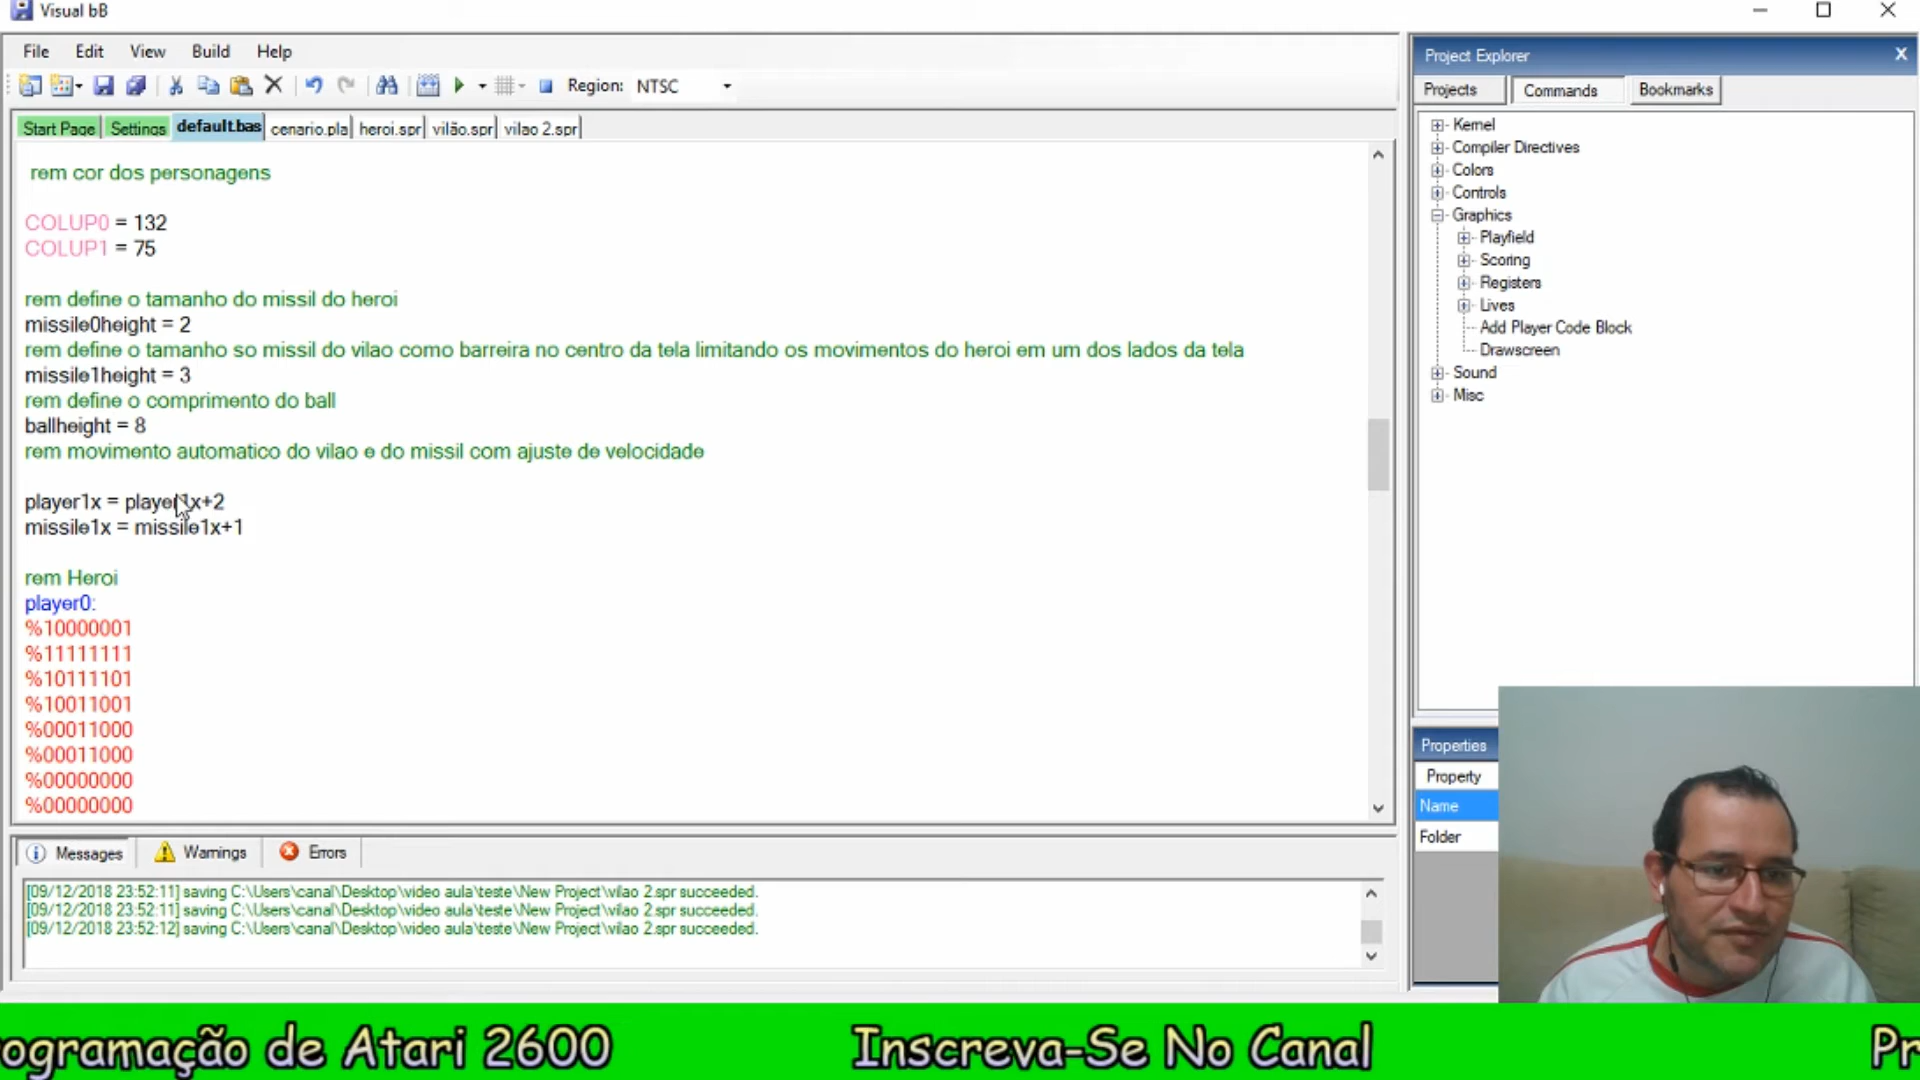 Visual bB
File Edit View Build Help
Region: NTSC
Start Page Settings default.bas cenario.pla heroi.spr vilão.spr vilao 2.spr
rem cor dos personagens
COLUP0 = 132
COLUP1 = 75
rem define o tamanho do missil do heroi
missile0height = 2
rem define o tamanho so missil do vilao como barreira no centro da tela limitando os movimentos do heroi em um dos lados da tela
missile1height = 3
rem define o comprimento do ball
ballheight = 8
rem movimento automatico do vilao e do missil com ajuste de velocidade
player1x = player1x+2
missile1x = missile1x+1
rem Heroi
player0:
%10000001
%11111111
%10111101
%10011001
%00011000
%00011000
%00000000
%00000000
Messages Warnings Errors
[09/12/2018 23:52:11] saving C:\Users\canal\Desktop\video aula\teste\New Project\vilao 2.spr succeeded.
[09/12/2018 23:52:11] saving C:\Users\canal\Desktop\video aula\teste\New Project\vilao 2.spr succeeded.
[09/12/2018 23:52:12] saving C:\Users\canal\Desktop\video aula\teste\New Project\vilao 2.spr succeeded.
Project Explorer
Projects Commands Bookmarks
Kernel
Compiler Directives
Colors
Controls
Graphics
Playfield
Scoring
Registers
Lives
Add Player Code Block
Drawscreen
Sound
Misc
Properties
Property
Name
Folder
ogramação de Atari 2600 Inscreva-Se No Canal Pr